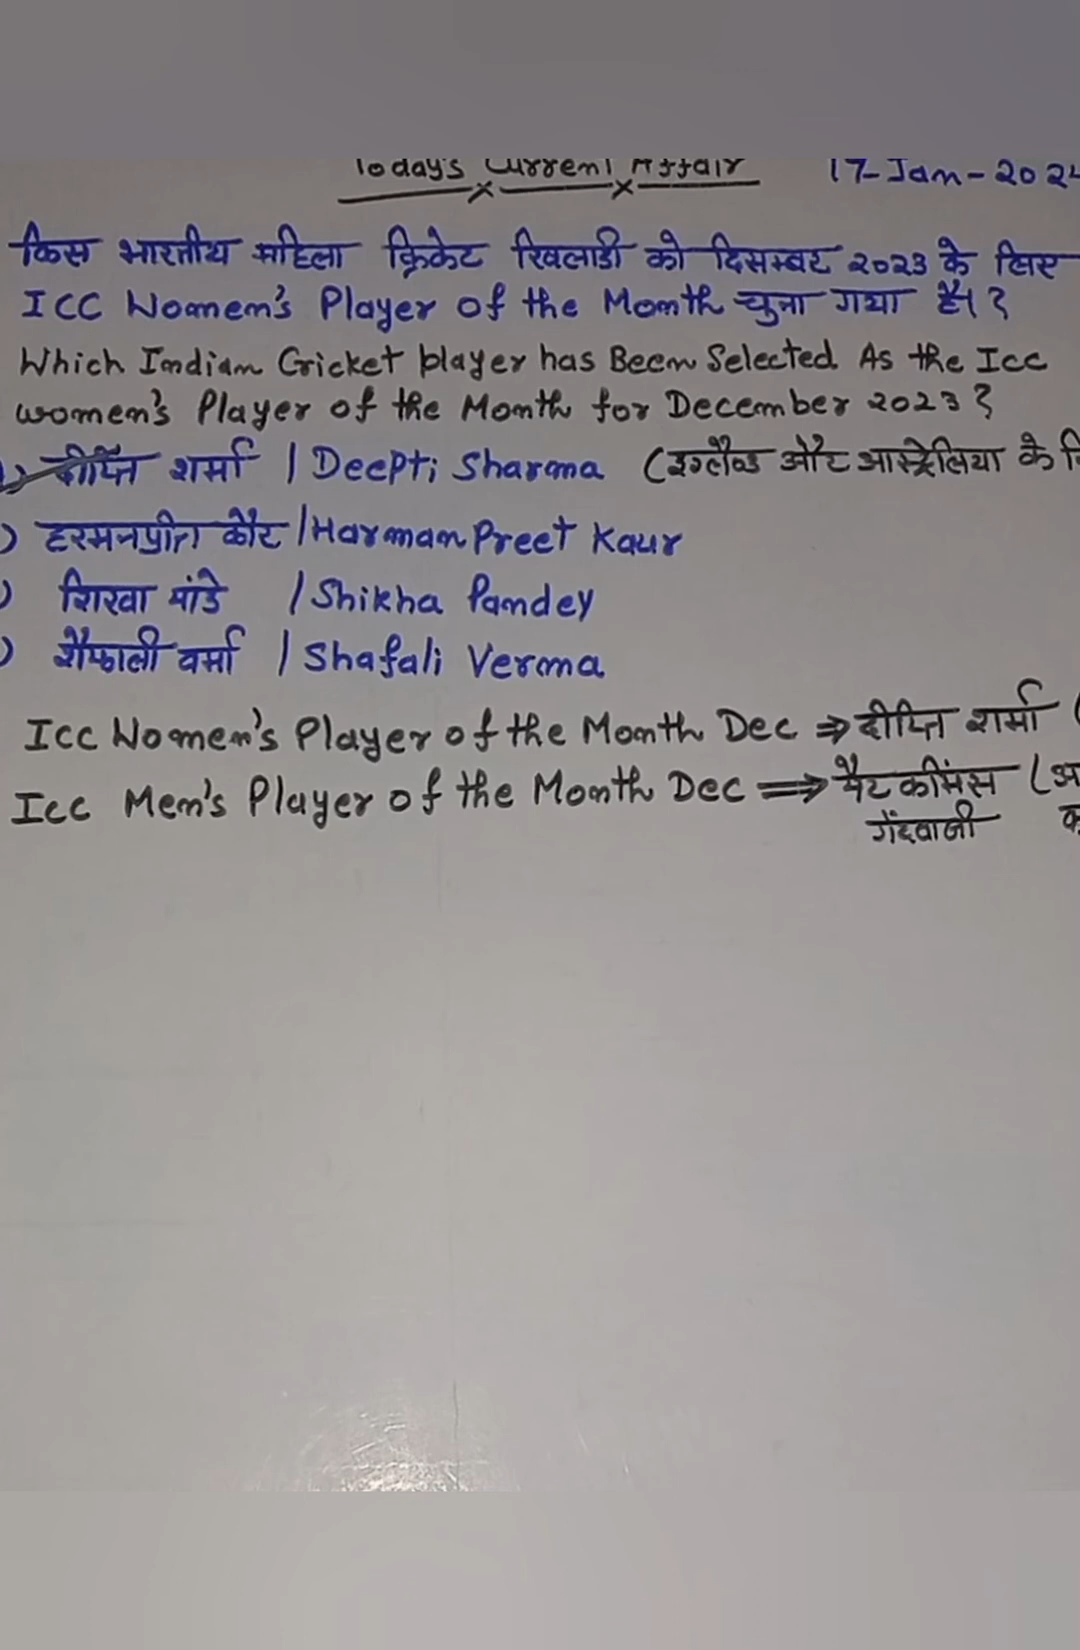 Today's Current Affair 17-Jan-202
किस भारतीय महिला क्रिकेट खिलाडी को दिसम्बर 2023 के लिए
ICC Women's Player of the Month चुना गया है?
Which Indian Cricket player has Been Selected As the Icc
women's Player of the Month for December 2023?
दीप्ति शर्मा / Deepti Sharma (इंग्लैण्ड और आस्ट्रेलिया के
) हरमनप्रीत कौर / Harman Preet Kaur
) शिखा पांडे / Shikha Pandey
) शैफाली वर्मा / Shafali Verma
Icc Women's Player of the Month Dec ⇒ दीप्ति शर्मा (
Icc Men's Player of the Month Dec ⟹ पैट कमिंस (
गेंदबाजी